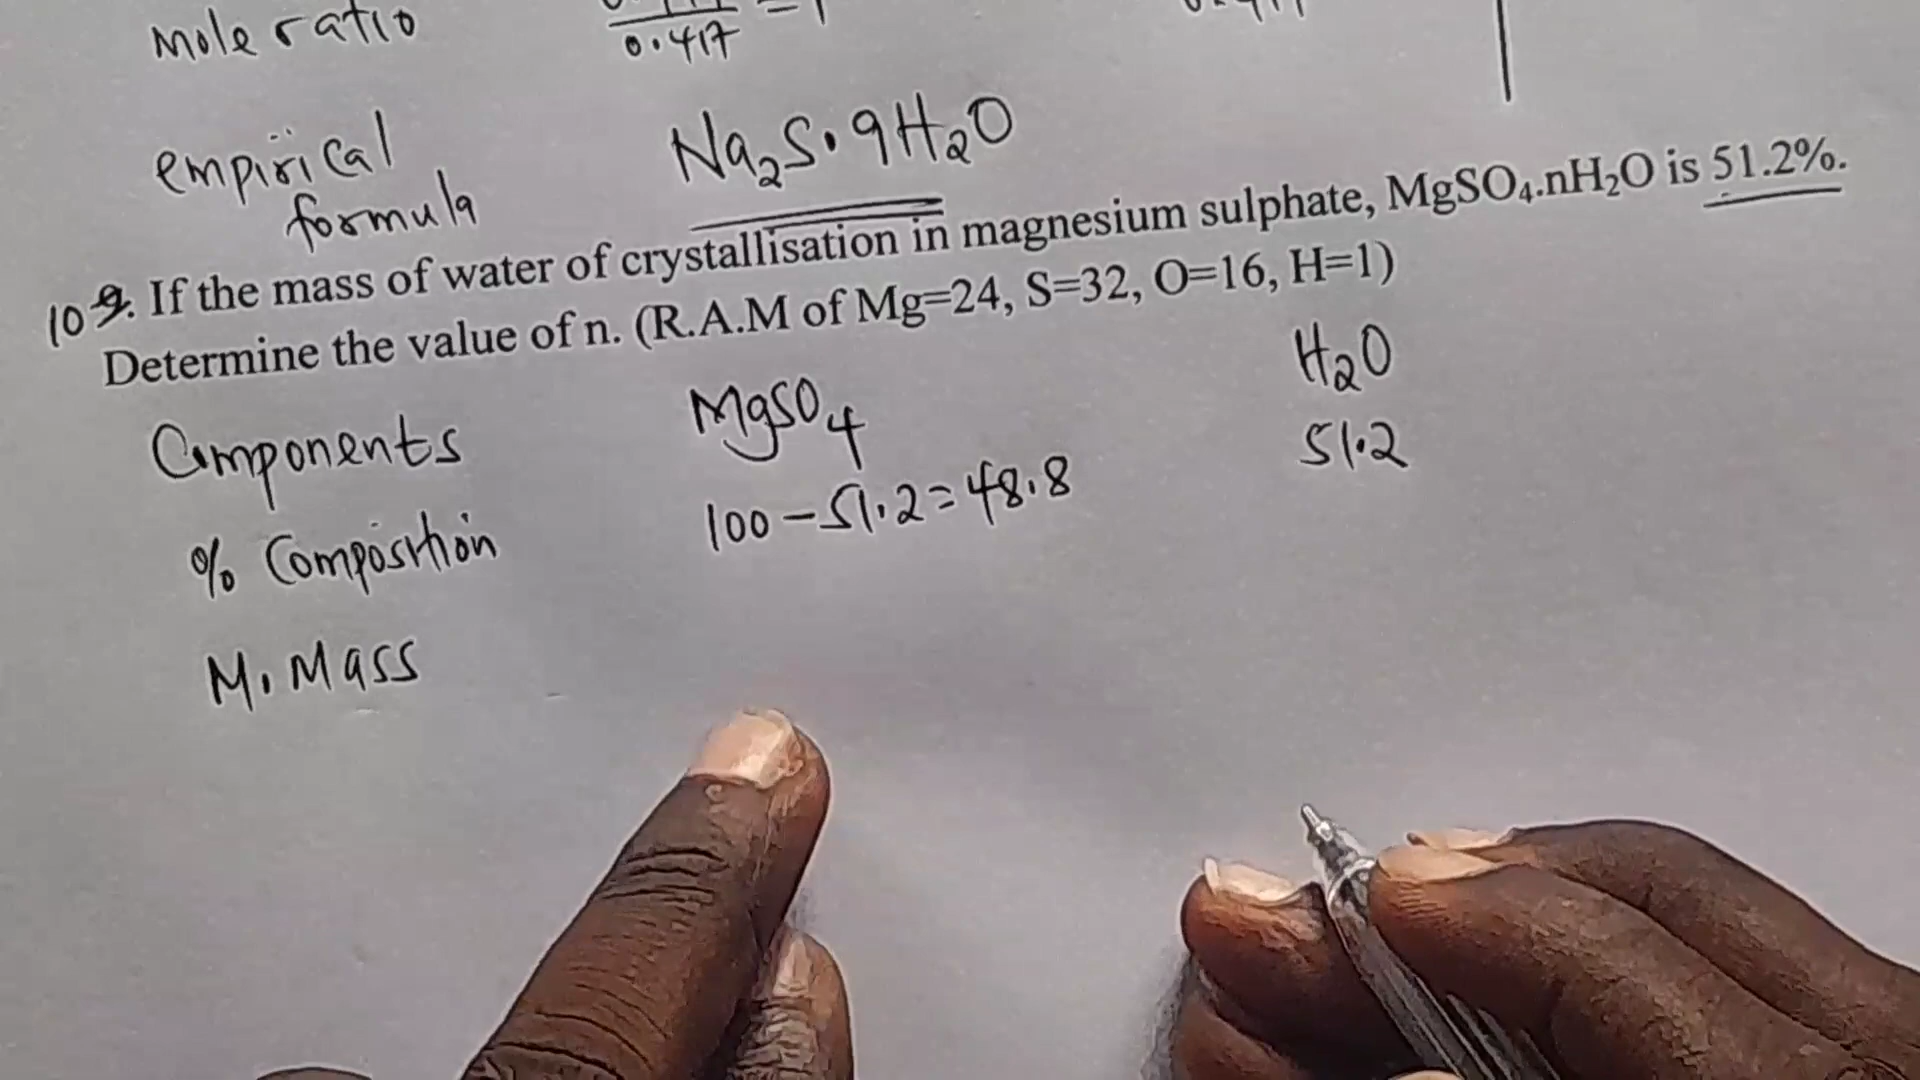 mole ratio 0.417 = 1
empirical formula Na₂S.9H₂O
10 9. If the mass of water of crystallisation in magnesium sulphate, MgSO₄.nH₂O is 51.2%.
Determine the value of n. (R.A.M of Mg=24, S=32, O=16, H=1)
Components MgSO₄ H₂O
% Composition 100 - 51.2 = 48.8 51.2
M. Mass